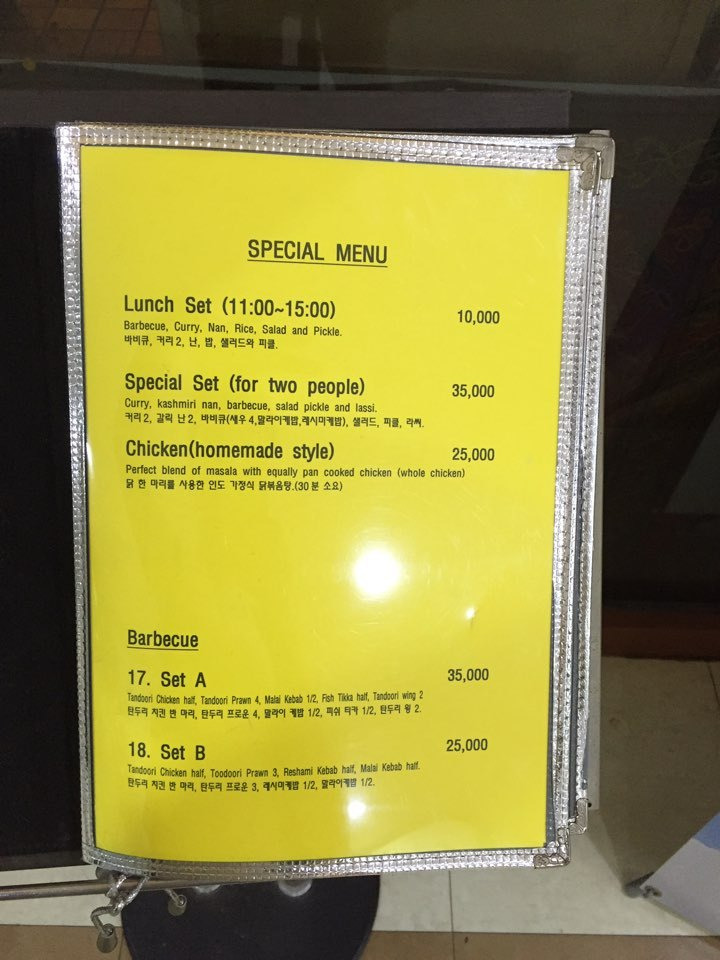 SPECIAL MENU
Lunch Set (11:00~15:00) 10,000
Barbecue, Curry, Nan, Rice, Salad and Pickle.
바비큐, 커리 2, 난, 밥, 샐러드와 피클.
Special Set (for two people) 35,000
Curry, kashmiri nan, barbecue, salad pickle and lassi.
커리 2, 갈릭 난 2, 바비큐(새우 4,말라이케밥,레시미케밥), 샐러드, 피클, 라씨.
Chicken(homemade style) 25,000
Perfect blend of masala with equally pan cooked chicken (whole chicken)
닭 한 마리를 사용한 인도 가정식 닭볶음탕.(30 분 소요)
Barbecue
17. Set A 35,000
Tandoori Chicken half, Tandoori Prawn 4, Malai Kebab 1/2, Fish Tikka half, Tandoori wing 2
탄두리 치킨 반 마리, 탄두리 프로운 4, 말라이 케밥 1/2, 피쉬 티카 1/2, 탄두리 윙 2.
18. Set B 25,000
Tandoori Chicken half, Toodoori Prawn 3, Reshami Kebab half, Malai Kebab half.
탄두리 치킨 반 마리, 탄두리 프로운 3, 레시미케밥 1/2, 말라이케밥 1/2.